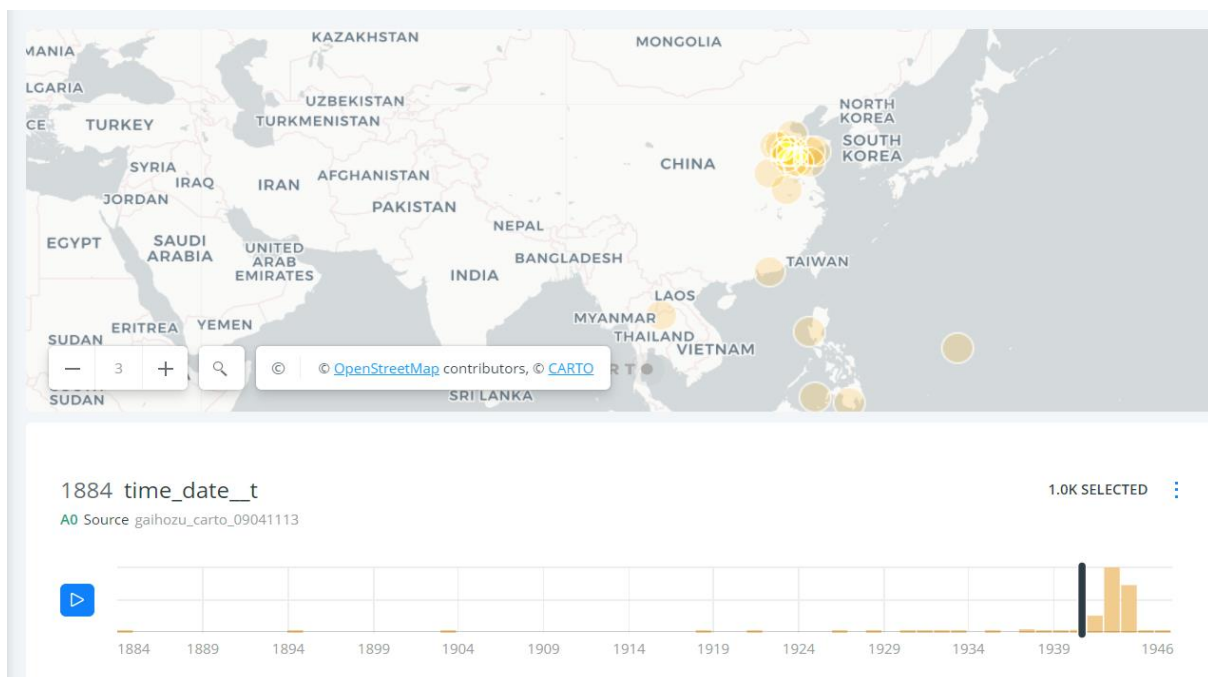 KAZAKHSTAN
MONGOLIA
MANIA
LGARIA
UZBEKISTAN
NORTH
KOREA
CE
TURKEY
TURKMENISTAN
SOUTH
KOREA
SYRIA
CHINA
IRAQ
IRAN
AFGHANISTAN
JORDAN
PAKISTAN
NEPAL
EGYPT
SAUDI
ARABIA
UNITED
ARAB
EMIRATES
BANGLADESH
TAIWAN
INDIA
LAOS
MYANMAR
ERITREA
YEMEN
SUDAN
THAILAND
VIETNAM
3
©
© OpenStreetMap contributors, © CARTO
SUDAN
SRI LANKA
1884 time_date__t
1.0K SELECTED
A0 Source gaihozu_carto_09041113
1884 1889 1894 1899 1904 1909 1914 1919 1924 1929 1934 1939 1946